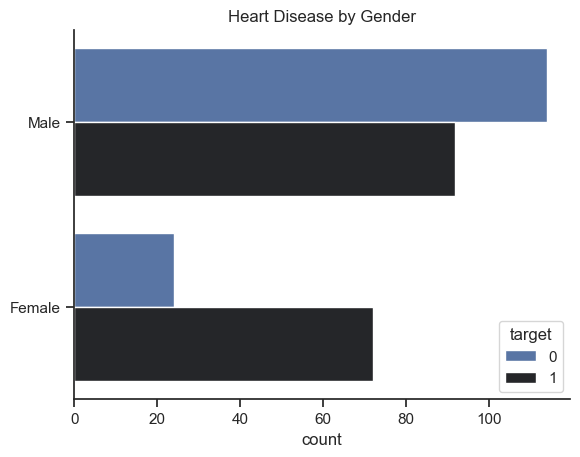 Heart Disease by Gender
Male
Female
target
0
1
0 20 40 60 80 100
count